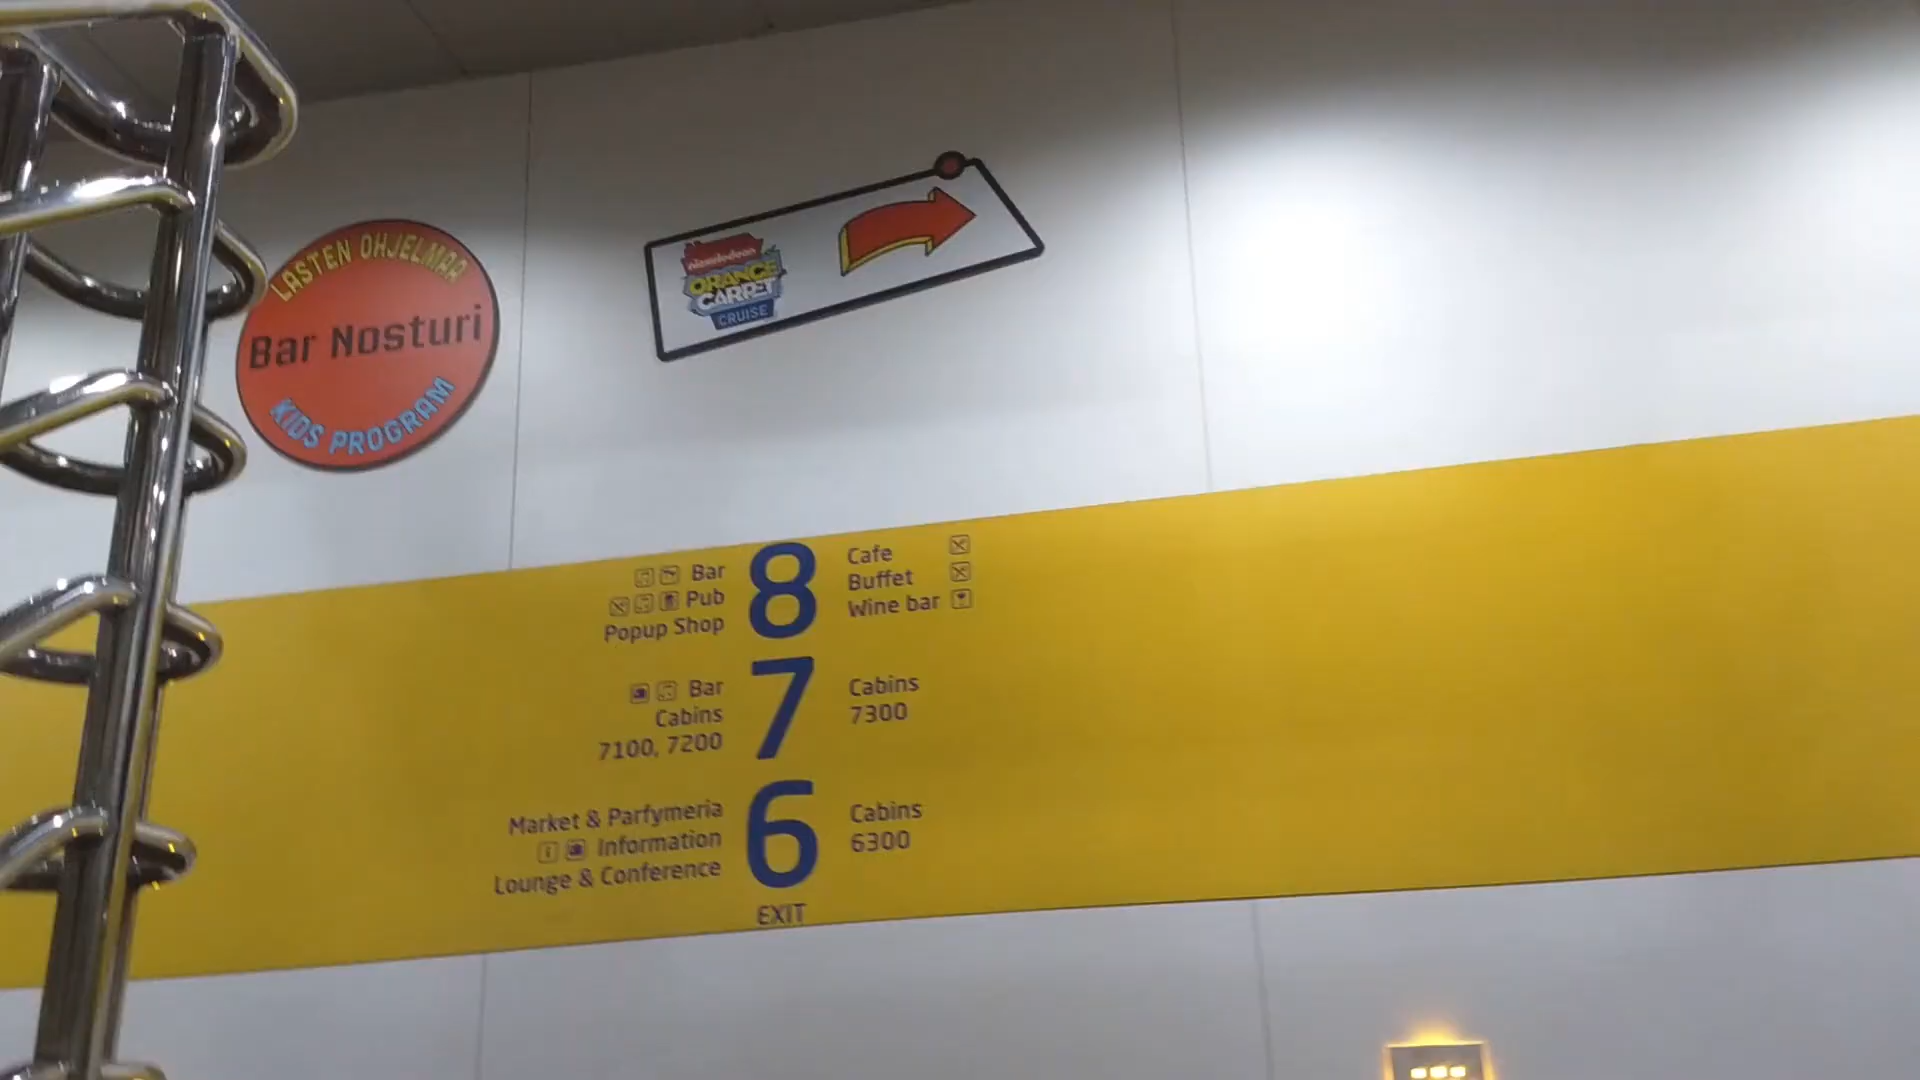 LASTEN OHJELMAA
Bar Nosturi
KIDS PROGRAM
nickelodeon
ORANGE
CARPET
CRUISE
Bar
Pub
Popup Shop
8
Cafe
Buffet
Wine bar
Bar
Cabins
7100, 7200
7
Cabins
7300
Market & Parfymeria
Information
Lounge & Conference
6
Cabins
6300
EXIT